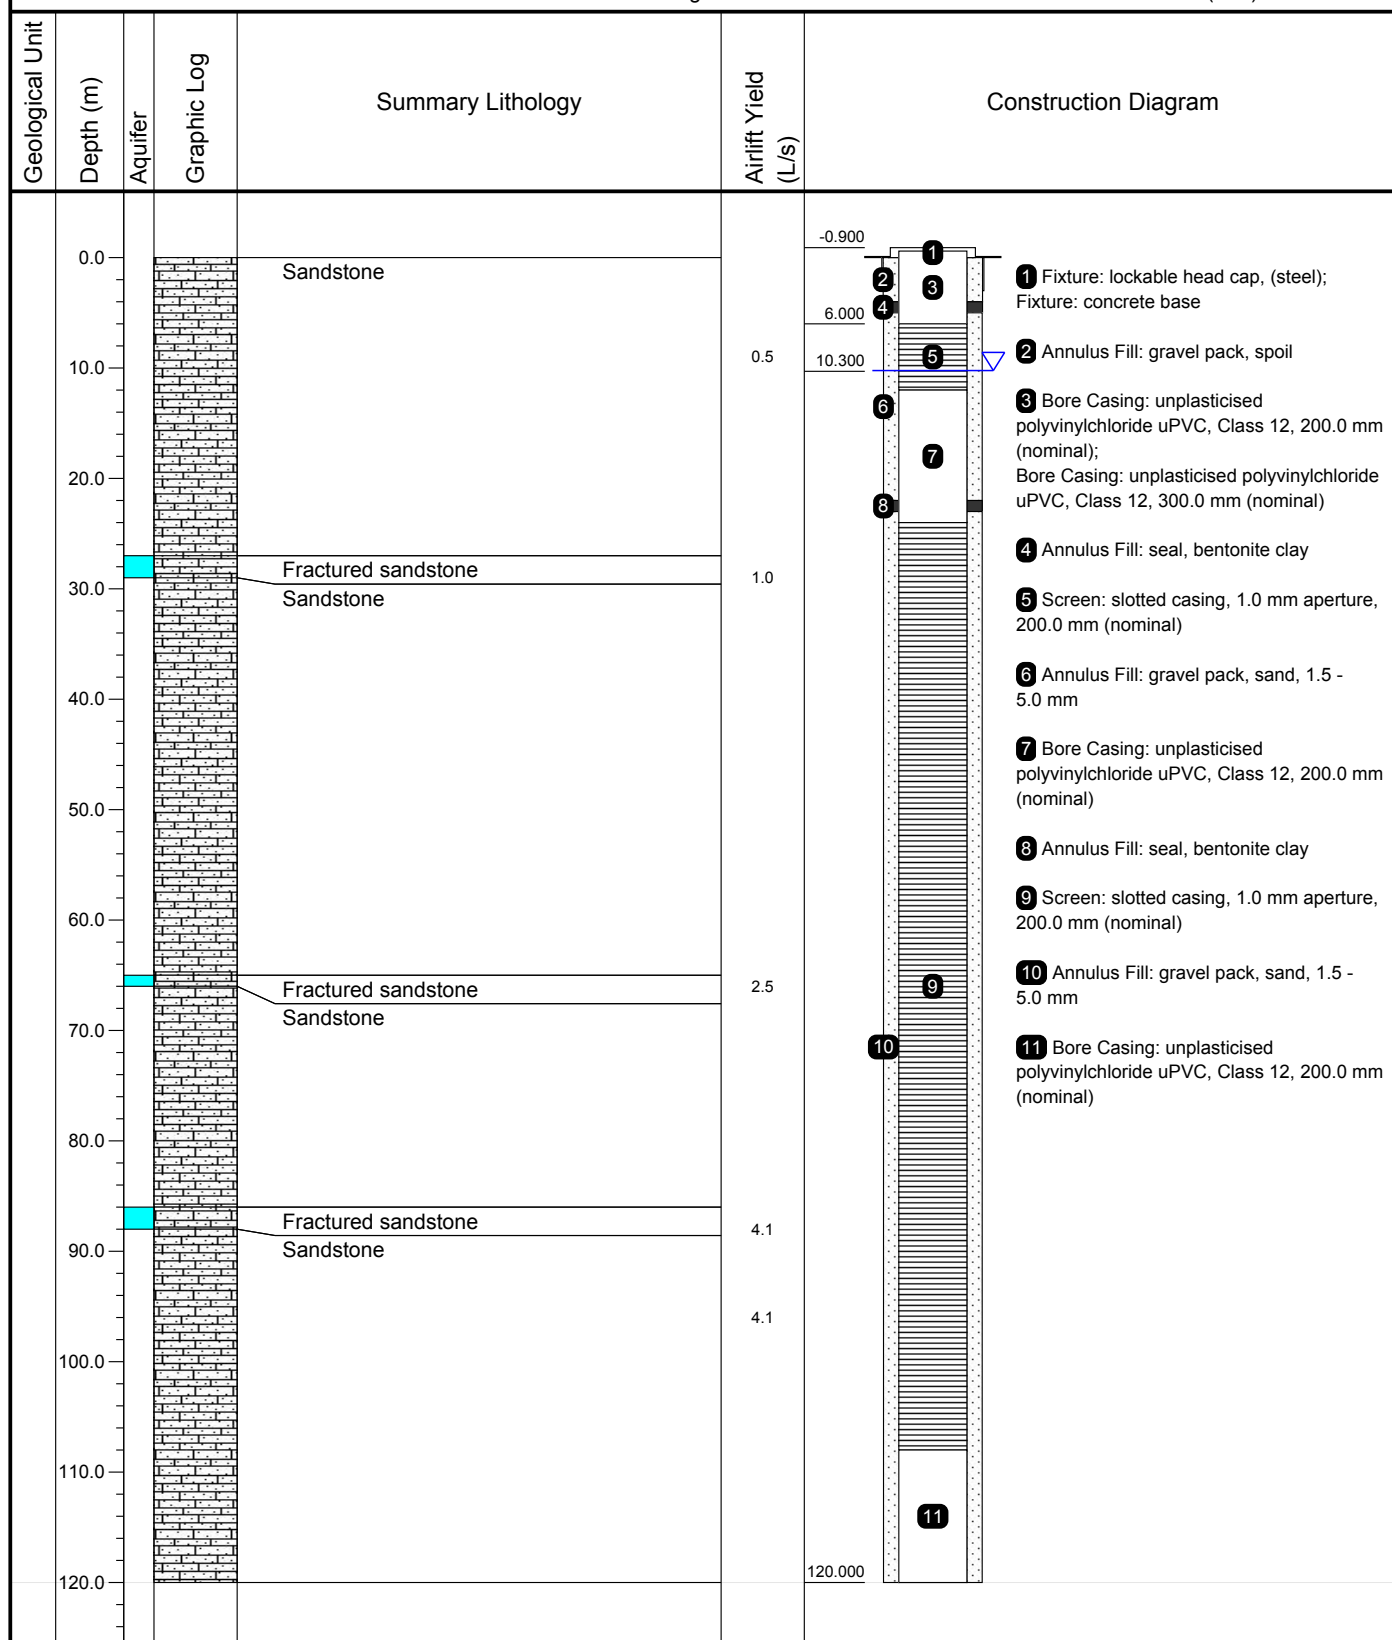 Geological Unit
Depth (m)
Aquifer
Graphic Log
Summary Lithology
Airlift Yield
(L/s)
Construction Diagram
0.0
10.0
20.0
30.0
40.0
50.0
60.0
70.0
80.0
90.0
100.0
110.0
120.0
Sandstone
Fractured sandstone
Sandstone
Fractured sandstone
Sandstone
Fractured sandstone
Sandstone
0.5
1.0
2.5
4.1
4.1
-0.900
6.000
10.300
120.000
1
2
3
4
5
6
7
8
9
10
11
1 Fixture: lockable head cap, (steel);
Fixture: concrete base
2 Annulus Fill: gravel pack, spoil
3 Bore Casing: unplasticised
polyvinylchloride uPVC, Class 12, 200.0 mm
(nominal);
Bore Casing: unplasticised polyvinylchloride
uPVC, Class 12, 300.0 mm (nominal)
4 Annulus Fill: seal, bentonite clay
5 Screen: slotted casing, 1.0 mm aperture,
200.0 mm (nominal)
6 Annulus Fill: gravel pack, sand, 1.5 -
5.0 mm
7 Bore Casing: unplasticised
polyvinylchloride uPVC, Class 12, 200.0 mm
(nominal)
8 Annulus Fill: seal, bentonite clay
9 Screen: slotted casing, 1.0 mm aperture,
200.0 mm (nominal)
10 Annulus Fill: gravel pack, sand, 1.5 -
5.0 mm
11 Bore Casing: unplasticised
polyvinylchloride uPVC, Class 12, 200.0 mm
(nominal)